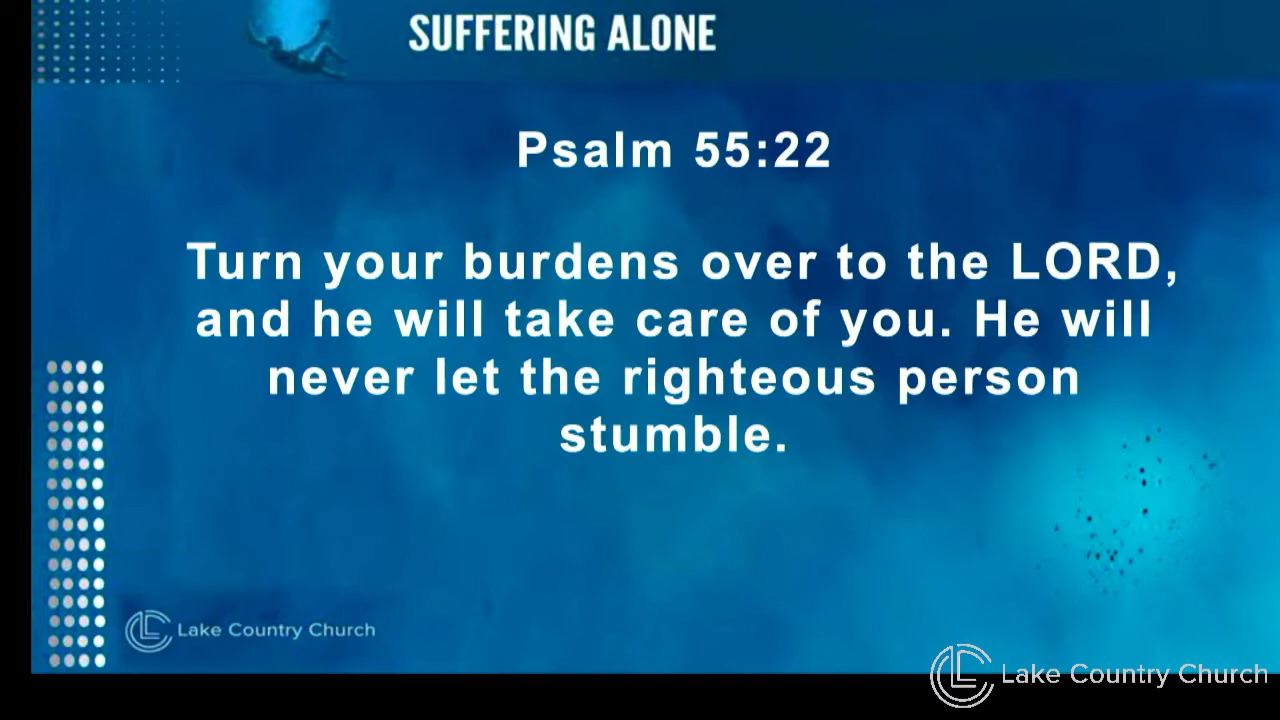 SUFFERING ALONE
Psalm 55:22
Turn your burdens over to the LORD,
and he will take care of you. He will
never let the righteous person
stumble.
Lake Country Church
Lake Country Church